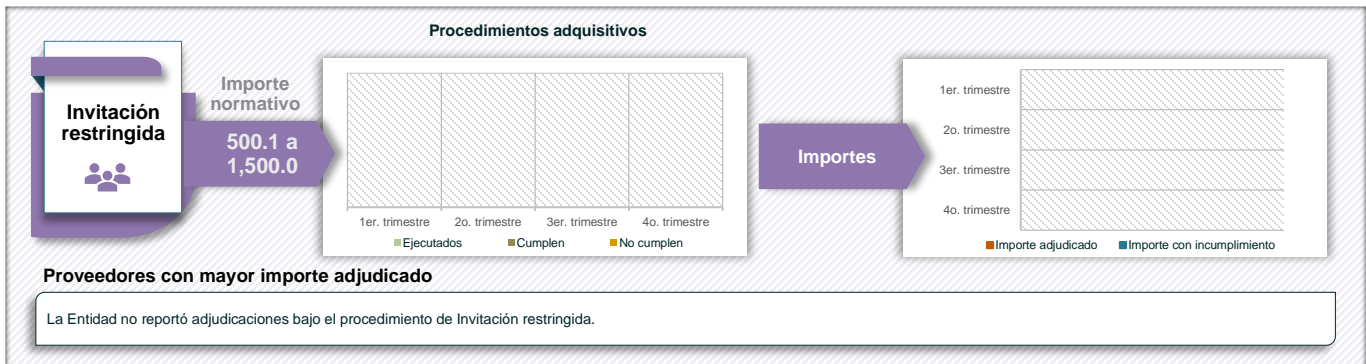 Procedimientos adquisitivos
Invitación
restringida
Importe
normativo
500.1 a
1,500.0
1er. trimestre 2o. trimestre 3er. trimestre 4o. trimestre
Ejecutados Cumplen No cumplen
Importes
1er. trimestre
2o. trimestre
3er. trimestre
4o. trimestre
Importe adjudicado Importe con incumplimiento
Proveedores con mayor importe adjudicado
La Entidad no reportó adjudicaciones bajo el procedimiento de Invitación restringida.